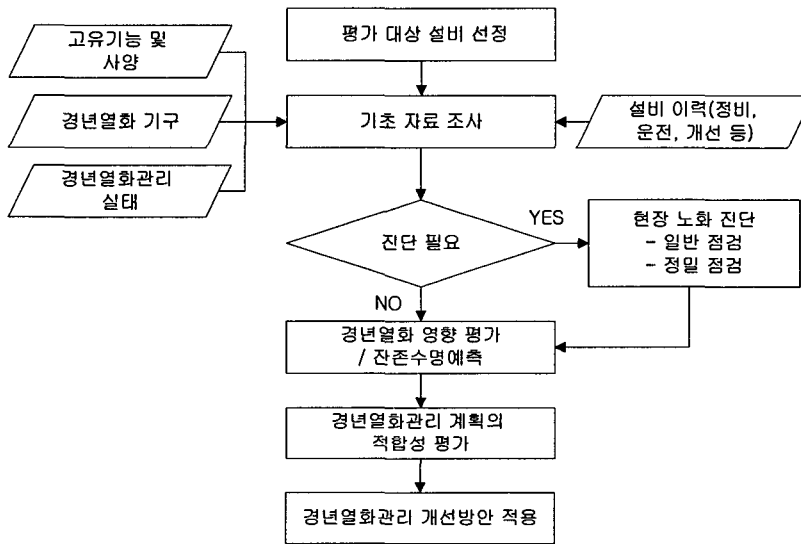 고유기능 및
사양
평가 대상 설비 선정
경년열화 기구
기초 자료 조사
설비 이력(정비,
운전, 개선 등)
경년열화관리
실태
진단 필요
YES
현장 노화 진단
- 일반 점검
- 정밀 점검
NO
경년열화 영향 평가
/ 잔존수명예측
경년열화관리 계획의
적합성 평가
경년열화관리 개선방안 적용